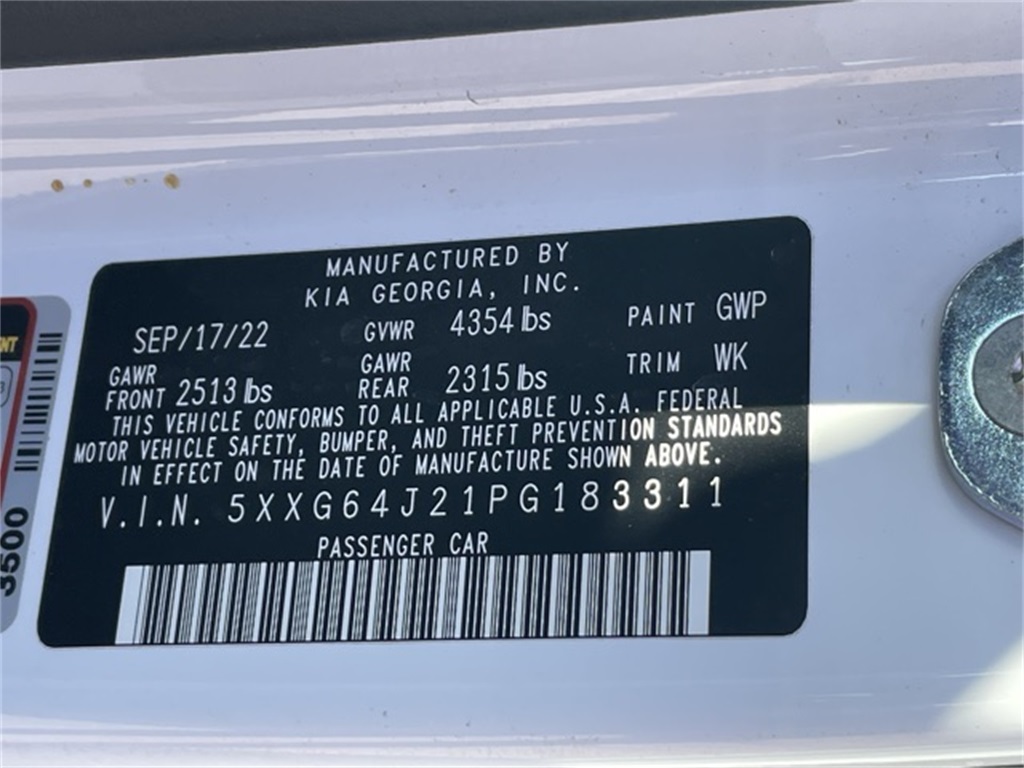 MANUFACTURED BY
KIA GEORGIA, INC.
SEP/17/22 GVWR 4354 lbs PAINT GWP
GAWR FRONT 2513 lbs GAWR REAR 2315 lbs TRIM WK
THIS VEHICLE CONFORMS TO ALL APPLICABLE U.S.A. FEDERAL
MOTOR VEHICLE SAFETY, BUMPER, AND THEFT PREVENTION STANDARDS
IN EFFECT ON THE DATE OF MANUFACTURE SHOWN ABOVE.
V.I.N. 5XXG64J21PG183311
PASSENGER CAR
3500